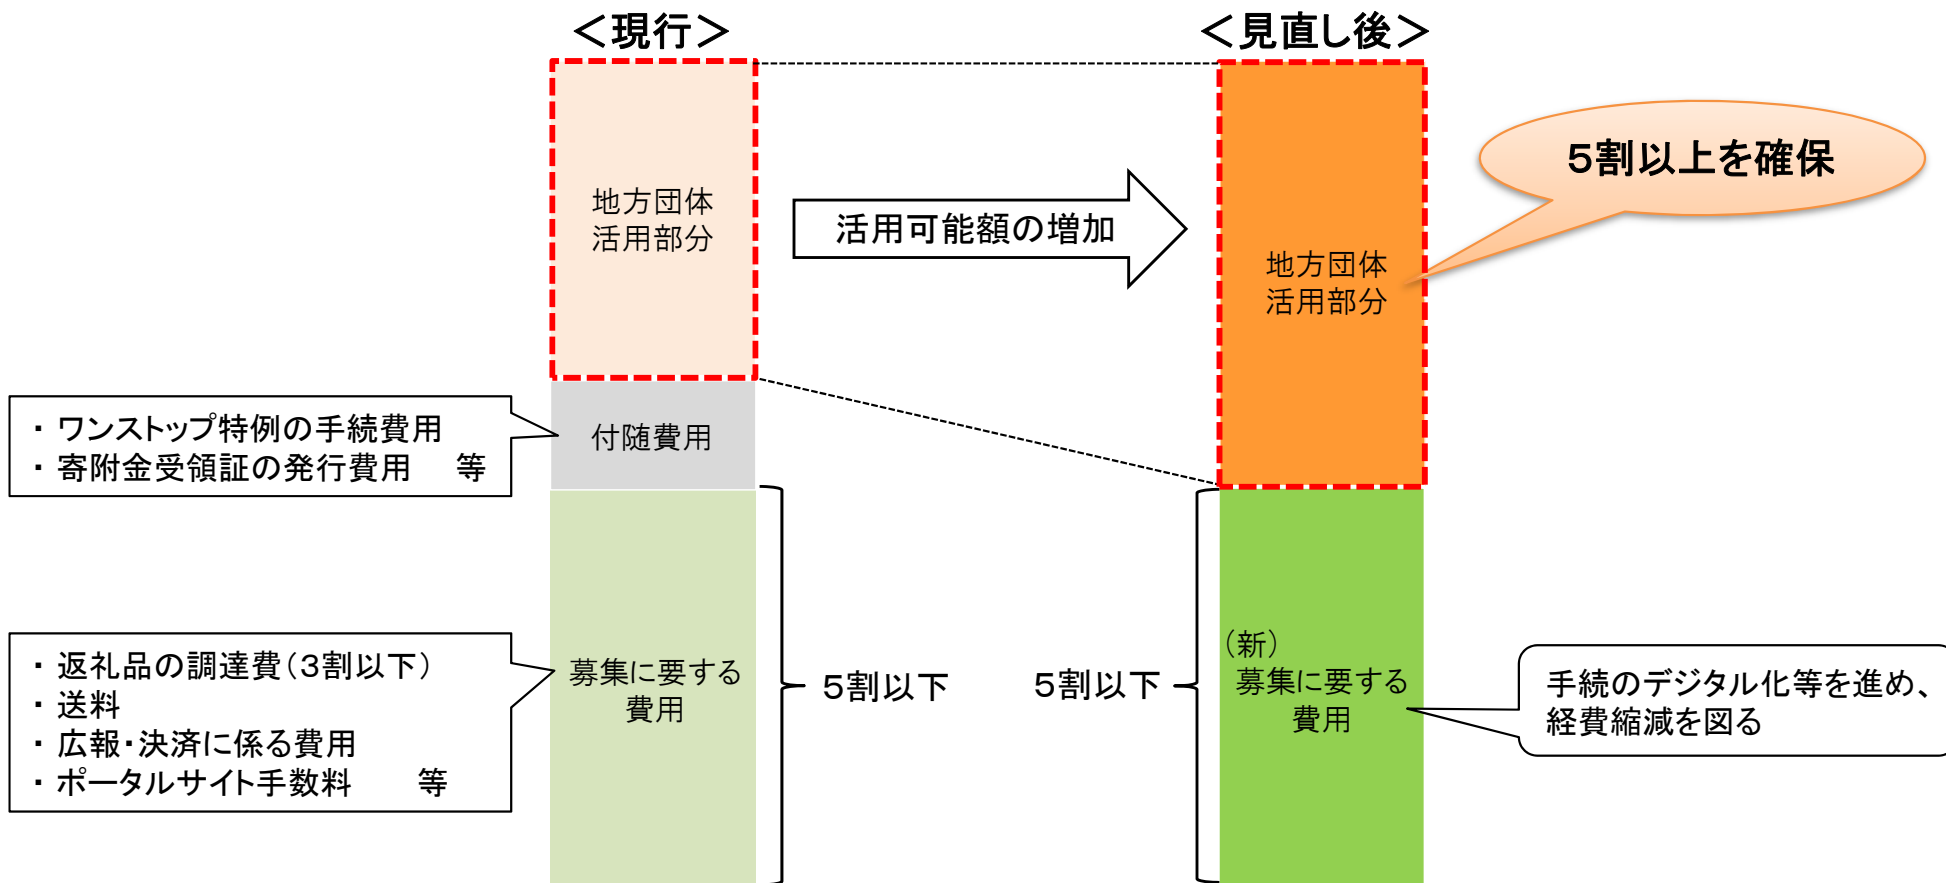 ＜現行＞
＜見直し後＞
地方団体
活用部分
活用可能額の増加
地方団体
活用部分
５割以上を確保
・ ワンストップ特例の手続費用
・ 寄附金受領証の発行費用　等
付随費用
・ 返礼品の調達費（３割以下）
・ 送料
・ 広報・決済に係る費用
・ ポータルサイト手数料　　等
募集に要する
費用
５割以下
５割以下
（新）
募集に要する
費用
手続のデジタル化等を進め、
経費縮減を図る